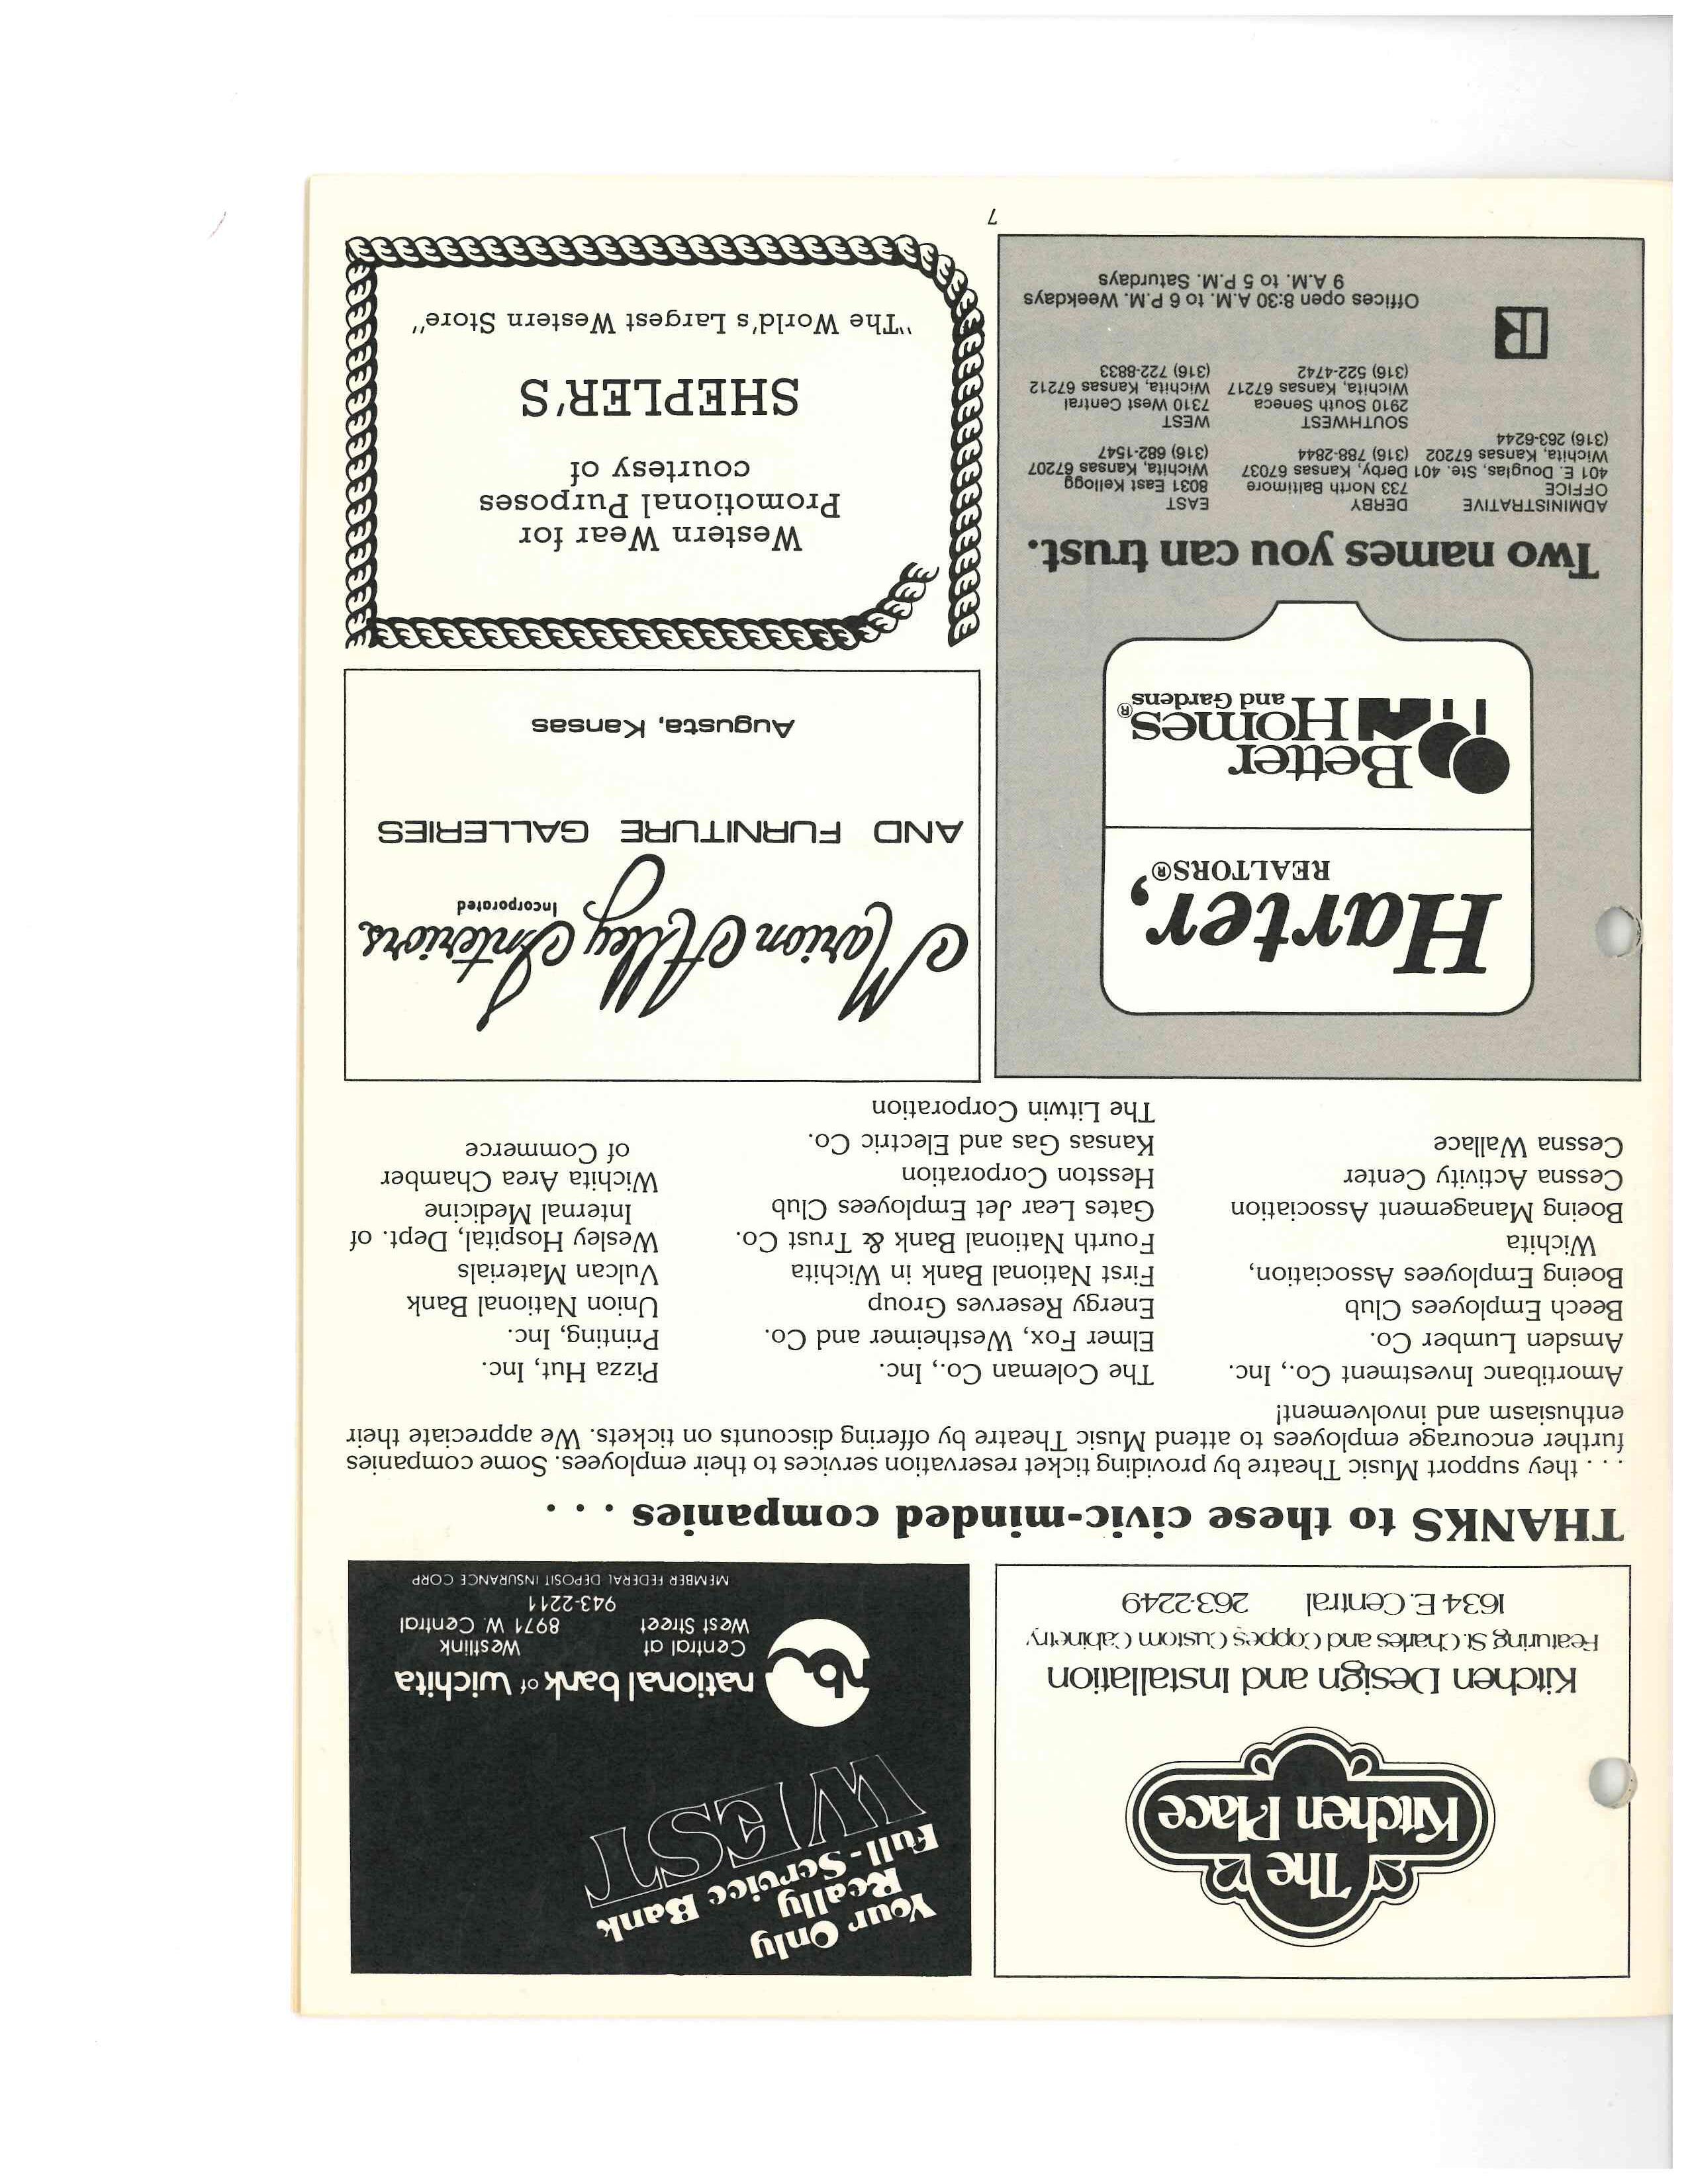 The
Kitchen Place
Kitchen Design and Installation
Featuring St. Charles and Coppes Custom Cabinetry
1634 E. Central 263-2249
Your Only
Really
Full-Service Bank
WEST
nb
national bank of wichita
Central at
West Street
Westlink
8971 W. Central
943-2211
MEMBER FEDERAL DEPOSIT INSURANCE CORP
THANKS to these civic-minded companies . . .
. . . they support Music Theatre by providing ticket reservation services to their employees. Some companies
further encourage employees to attend Music Theatre by offering discounts on tickets. We appreciate their
enthusiasm and involvement!
Amortibanc Investment Co., Inc.
Amsden Lumber Co.
Beech Employees Club
Boeing Employees Association,
Wichita
Boeing Management Association
Cessna Activity Center
Cessna Wallace
The Coleman Co., Inc.
Elmer Fox, Westheimer and Co.
Energy Reserves Group
First National Bank in Wichita
Fourth National Bank & Trust Co.
Gates Lear Jet Employees Club
Hesston Corporation
Kansas Gas and Electric Co.
The Litwin Corporation
Pizza Hut, Inc.
Printing, Inc.
Union National Bank
Vulcan Materials
Wesley Hospital, Dept. of
Internal Medicine
Wichita Area Chamber
of Commerce
Harter,
REALTORS®
Better
Homes®
and Gardens
Two names you can trust.
ADMINISTRATIVE
OFFICE
401 E. Douglas, Ste. 401
Wichita, Kansas 67202
(316) 263-6244
DERBY
733 North Baltimore
Derby, Kansas 67037
(316) 788-2844
EAST
8031 East Kellogg
Wichita, Kansas 67207
(316) 682-1547
SOUTHWEST
2910 South Seneca
Wichita, Kansas 67217
(316) 522-4742
WEST
7310 West Central
Wichita, Kansas 67212
(316) 722-8833
R
Offices open 8:30 A.M. to 6 P.M. Weekdays
9 A.M. to 5 P.M. Saturdays
Marion Alley Interiors
Incorporated
AND FURNITURE GALLERIES
Augusta, Kansas
Western Wear for
Promotional Purposes
courtesy of
SHEPLER'S
"The World's Largest Western Store"
7